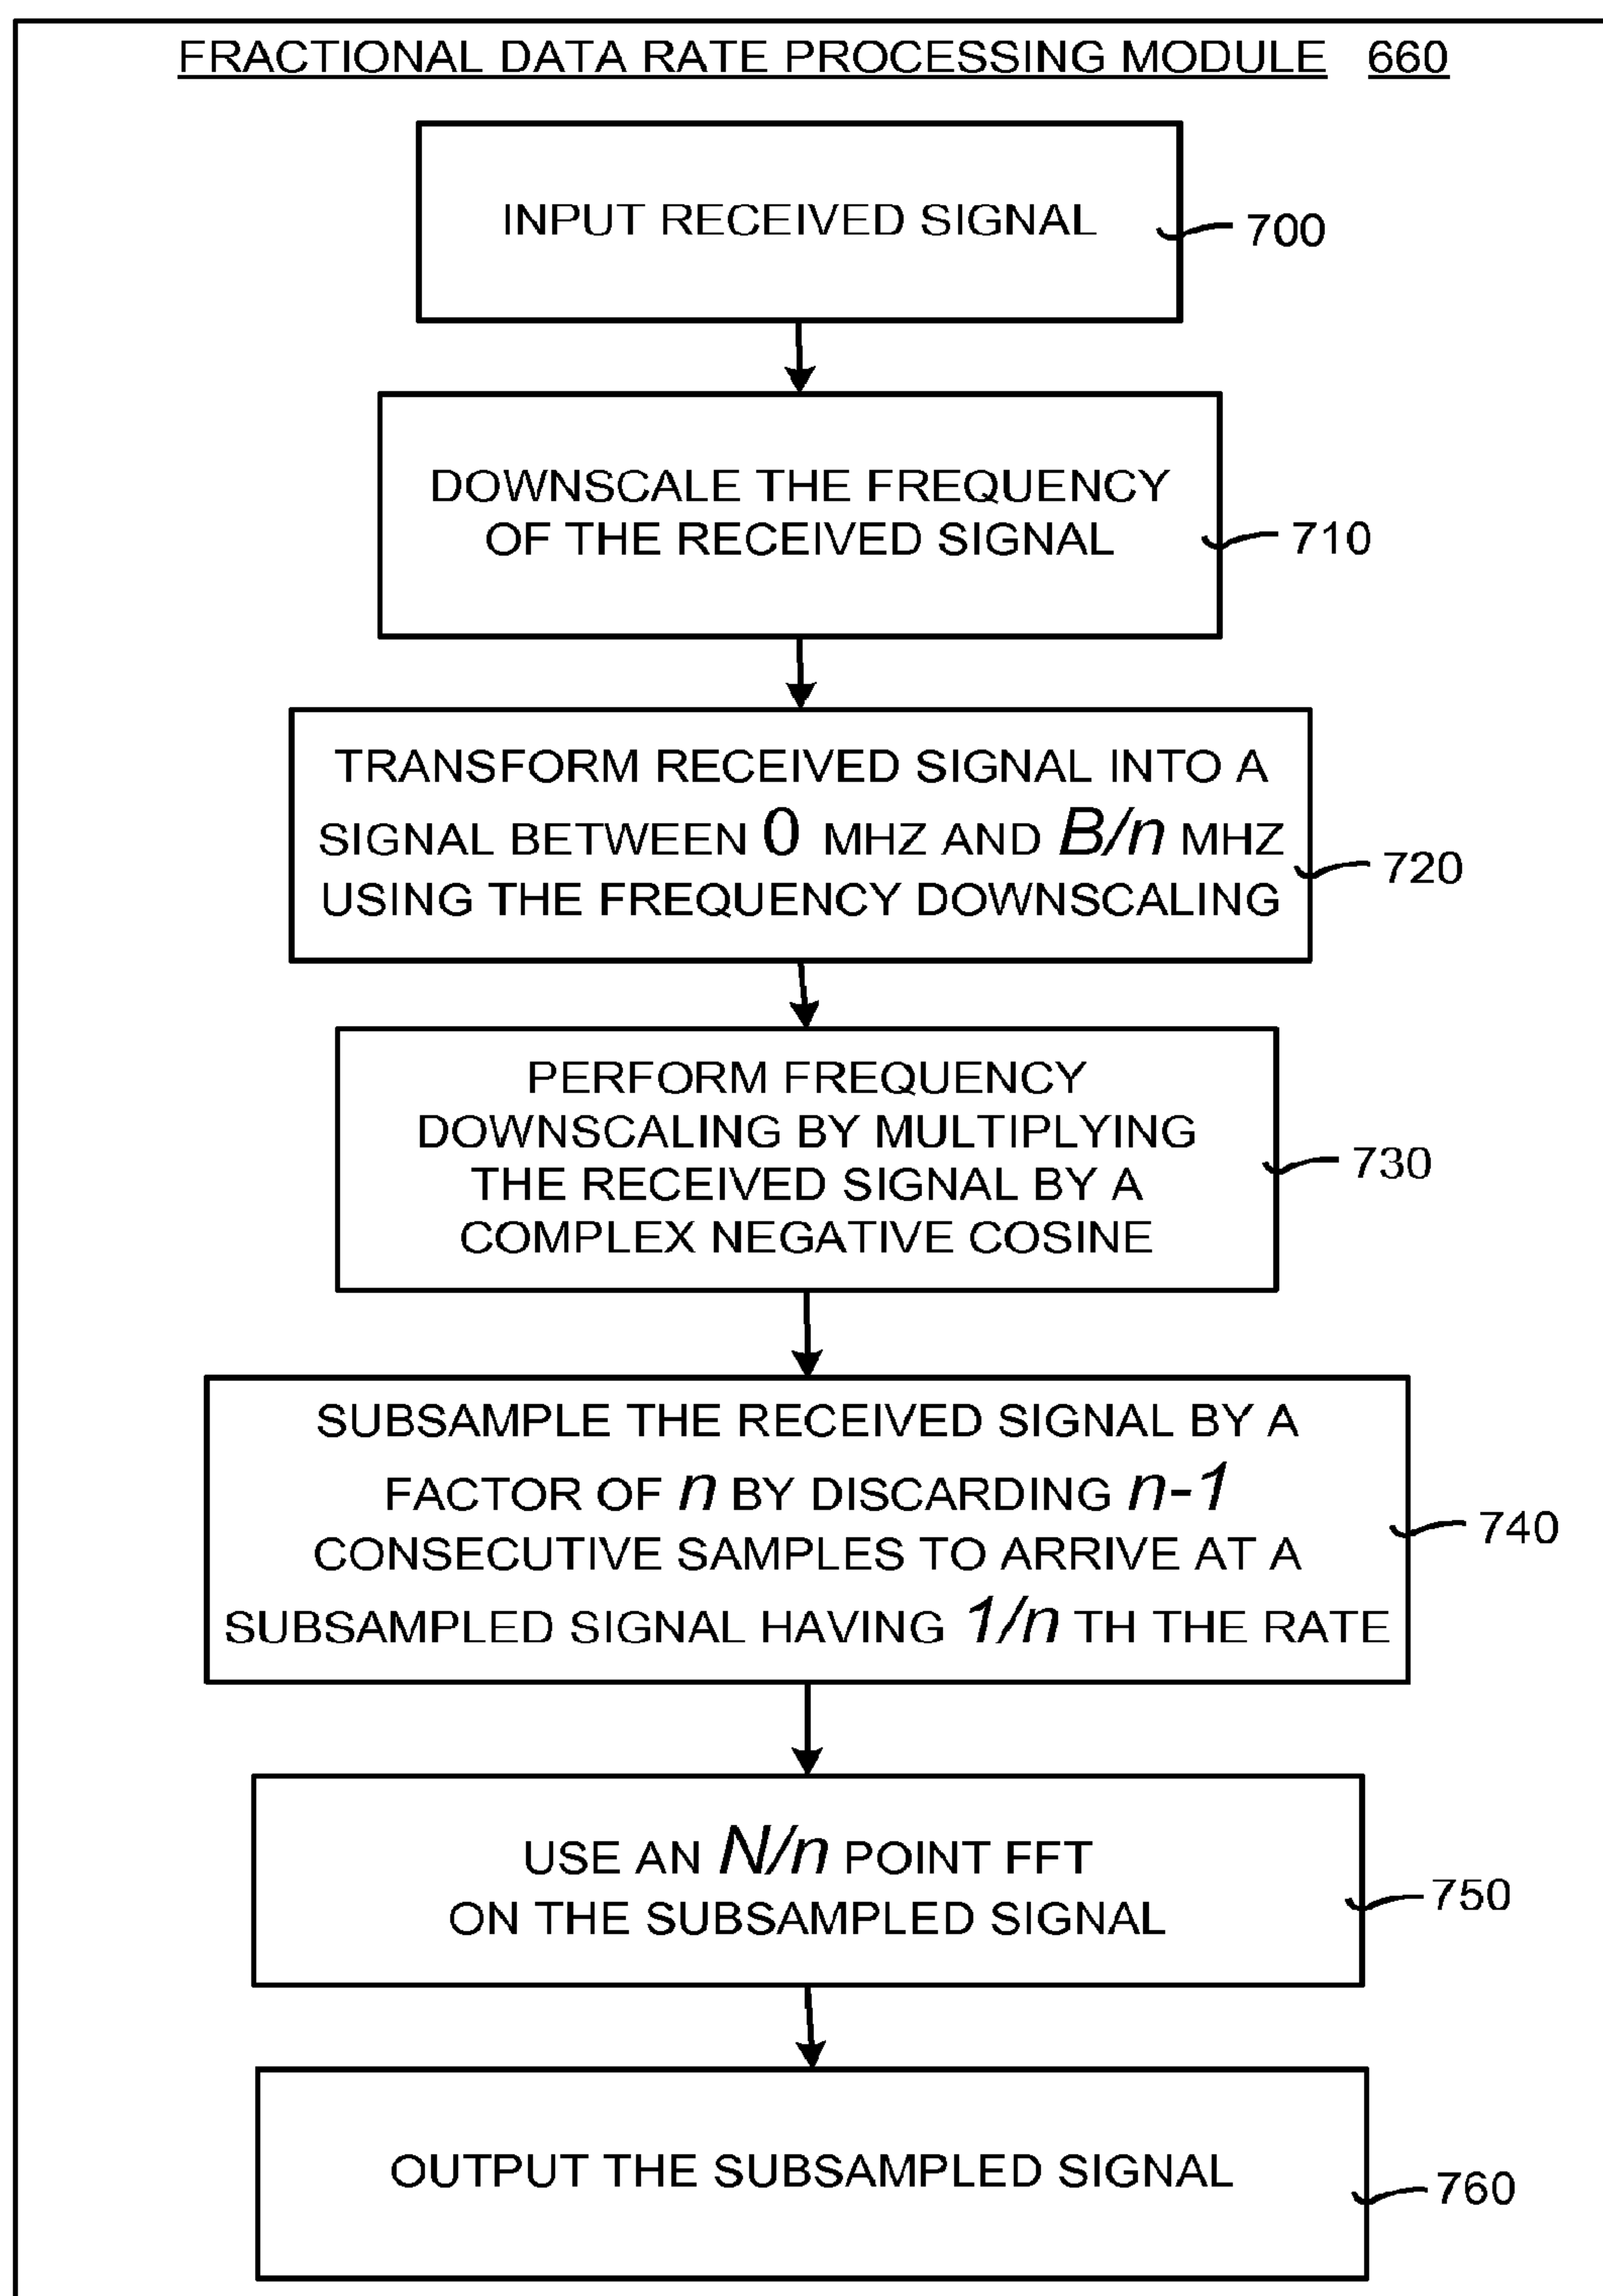 FRACTIONAL DATA RATE PROCESSING MODULE 660
INPUT RECEIVED SIGNAL
700
DOWNSCALE THE FREQUENCY
OF THE RECEIVED SIGNAL
710
TRANSFORM RECEIVED SIGNAL INTO A
SIGNAL BETWEEN 0 MHZ AND B/n MHZ
USING THE FREQUENCY DOWNSCALING
720
PERFORM FREQUENCY
DOWNSCALING BY MULTIPLYING
THE RECEIVED SIGNAL BY A
COMPLEX NEGATIVE COSINE
730
SUBSAMPLE THE RECEIVED SIGNAL BY A
FACTOR OF n BY DISCARDING n-1
CONSECUTIVE SAMPLES TO ARRIVE AT A
SUBSAMPLED SIGNAL HAVING 1/n TH THE RATE
740
USE AN N/n POINT FFT
ON THE SUBSAMPLED SIGNAL
750
OUTPUT THE SUBSAMPLED SIGNAL
760